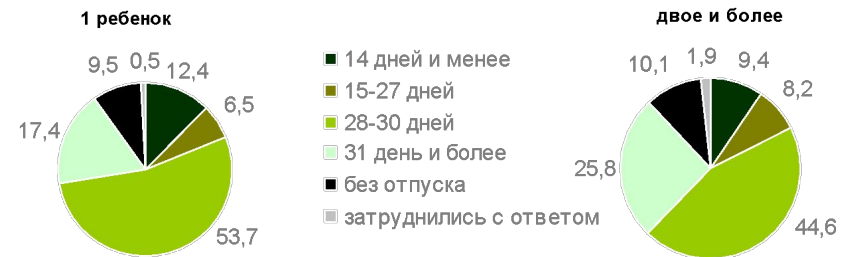 1 ребенок
9,5 0,5 12,4
6,5
17,4
53,7
14 дней и менее
15-27 дней
28-30 дней
31 день и более
без отпуска
затруднились с ответом
двое и более
10,1 1,9 9,4
8,2
25,8
44,6